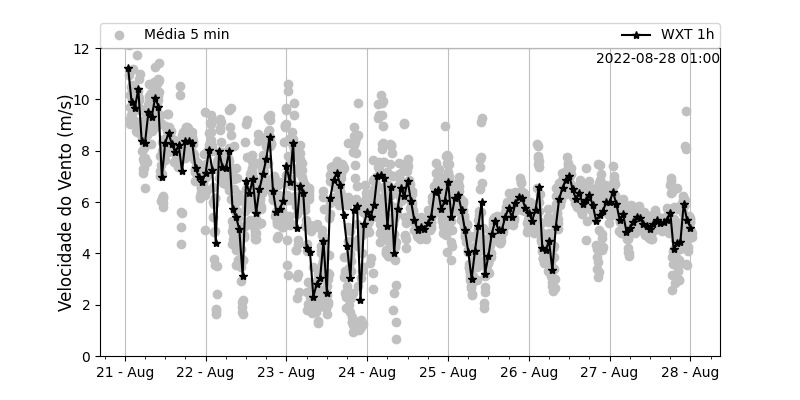 Média 5 min
WXT 1h
2022-08-28 01:00
Velocidade do Vento (m/s)
12
10
8
6
4
2
0
21 - Aug
22 - Aug
23 - Aug
24 - Aug
25 - Aug
26 - Aug
27 - Aug
28 - Aug